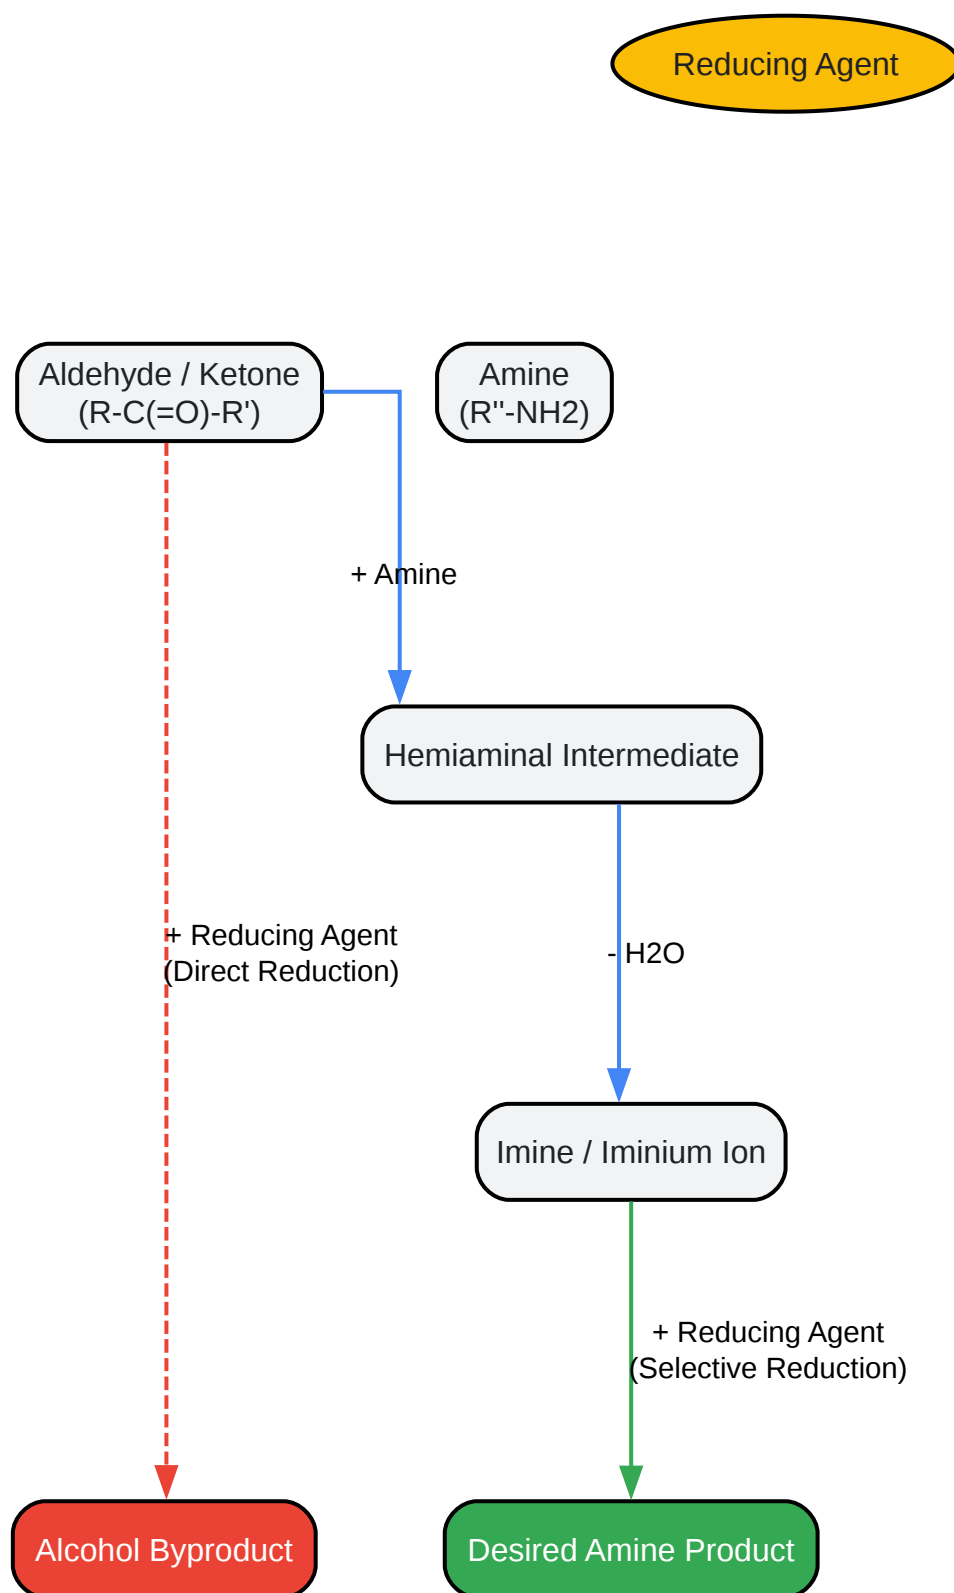 Reducing Agent
Aldehyde / Ketone
(R-C(=O)-R')
Amine
(R"-NH2)
+ Amine
Hemiaminal Intermediate
+ Reducing Agent
(Direct Reduction)
- H2O
Imine / Iminium Ion
+ Reducing Agent
(Selective Reduction)
Alcohol Byproduct
Desired Amine Product